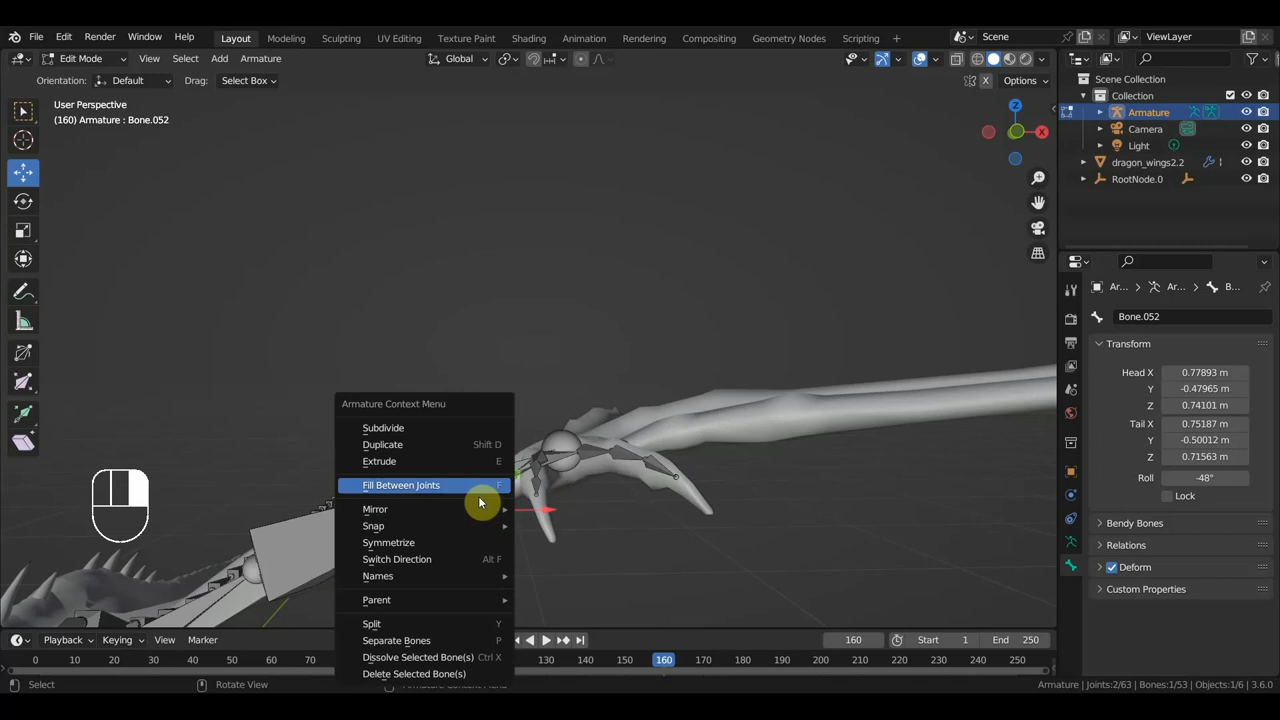 File Edit Render Window Help Layout Modeling Sculpting UV Editing Texture Paint Shading Animation Rendering Compositing Geometry Nodes Scripting + Scene ViewLayer
Edit Mode View Select Add Armature Global
Orientation: Default Drag: Select Box X Options
User Perspective
(160) Armature : Bone.052
Scene Collection
Collection
Armature
Camera
Light
dragon_wings2.2
RootNode.0
Z
X
Ar... > Ar... > B...
Bone.052
Transform
Head X 0.77893 m
Y -0.47965 m
Z 0.74101 m
Tail X 0.75187 m
Y -0.50012 m
Z 0.71563 m
Roll -48°
Lock
Bendy Bones
Relations
Deform
Custom Properties
Armature Context Menu
Subdivide
Duplicate Shift D
Extrude E
Fill Between Joints F
Mirror
Snap
Symmetrize
Switch Direction Alt F
Names
Parent
Split Y
Separate Bones P
Dissolve Selected Bone(s) Ctrl X
Delete Selected Bone(s)
Playback Keying View Marker 160 Start 1 End 250
0 10 20 30 40 50 60 70 130 140 150 160 170 180 190 200 210 220 230 240 250
Select Rotate View Armature Context Menu Armature | Joints:2/63 | Bones:1/53 | Objects:1/6 | 3.6.0